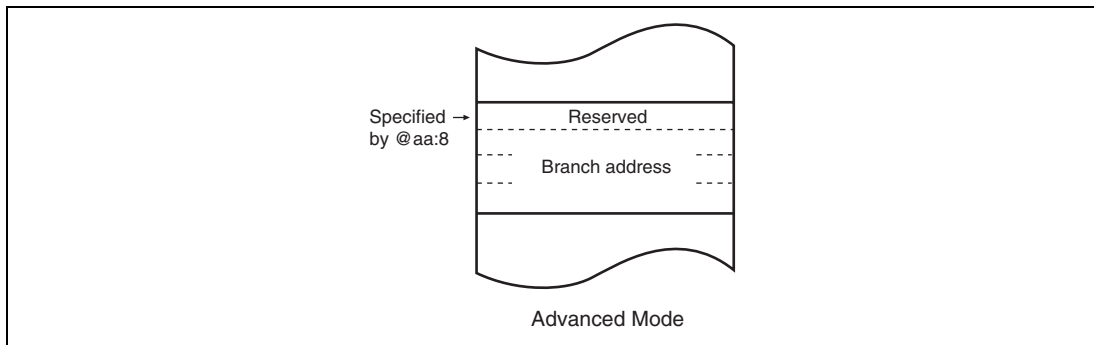 Specified →
by @aa:8
Reserved
Branch address
Advanced Mode